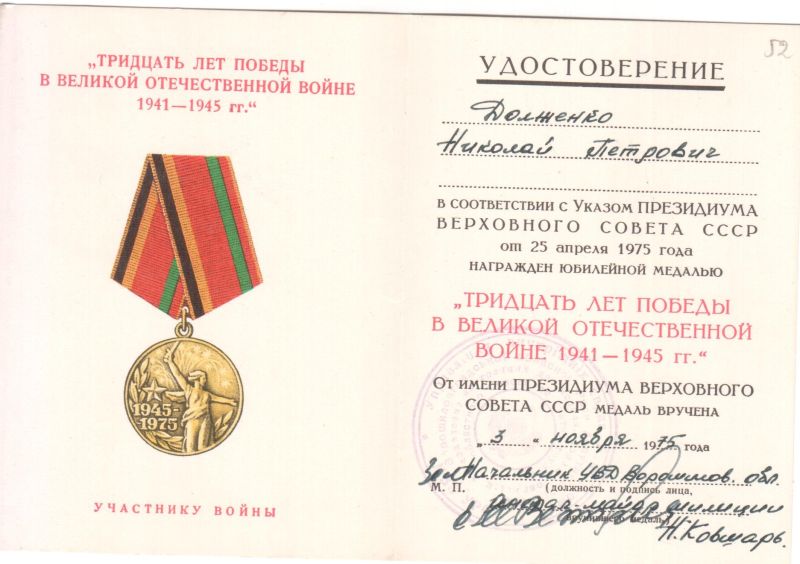 „ТРИДЦАТЬ ЛЕТ ПОБЕДЫ
В ВЕЛИКОЙ ОТЕЧЕСТВЕННОЙ ВОЙНЕ
1941—1945 гг.“
1945-
1975
УЧАСТНИКУ ВОЙНЫ
52
УДОСТОВЕРЕНИЕ
Долженко
Николай Петрович
В СООТВЕТСТВИИ С УКАЗОМ ПРЕЗИДИУМА
ВЕРХОВНОГО СОВЕТА СССР
от 25 апреля 1975 года
НАГРАЖДЕН ЮБИЛЕЙНОЙ МЕДАЛЬЮ
„ТРИДЦАТЬ ЛЕТ ПОБЕДЫ
В ВЕЛИКОЙ ОТЕЧЕСТВЕННОЙ
ВОЙНЕ 1941—1945 гг.“
ОТ ИМЕНИ ПРЕЗИДИУМА ВЕРХОВНОГО
СОВЕТА СССР МЕДАЛЬ ВРУЧЕНА
„3“ ноября 1975 года
Начальник УВД обл.
М. П. (должность и подпись лица,
милиции
вручившего медаль)
Н. Ковшарь.